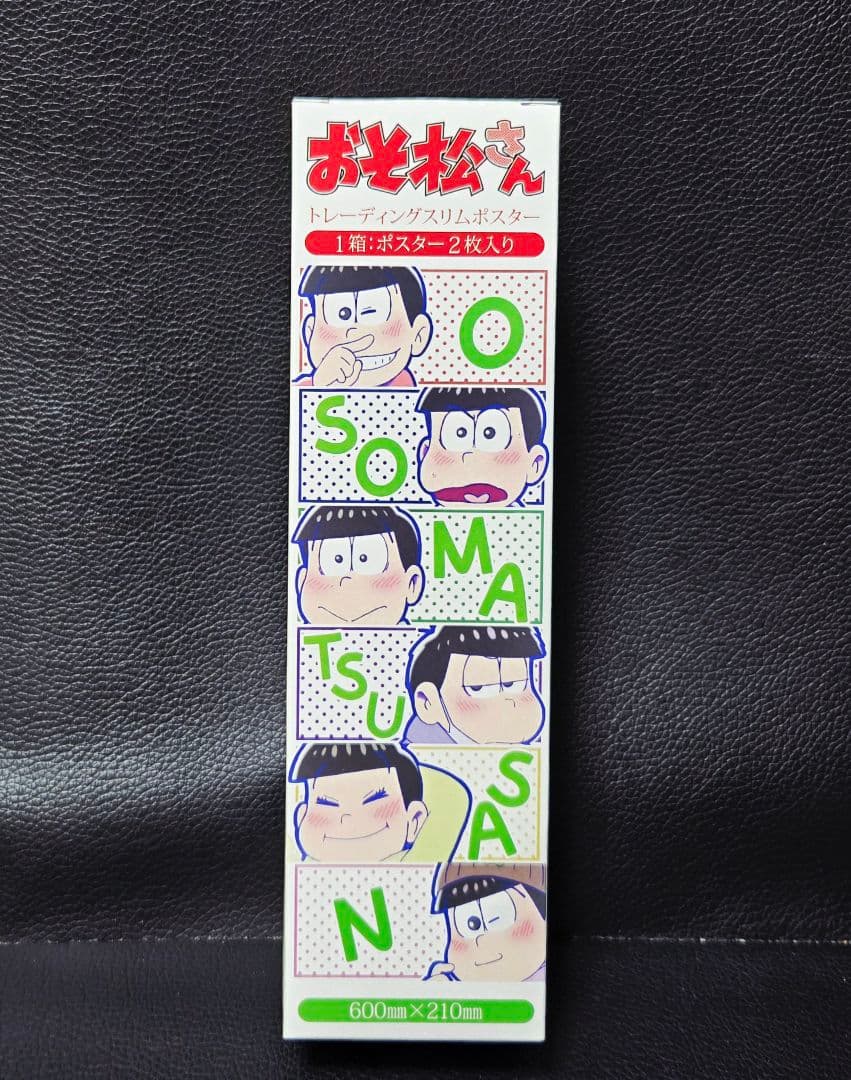 おそ松さん
トレーディングスリムポスター
1箱:ポスター2枚入り
O
SO
MA
TSU
SA
N
600mm×210mm